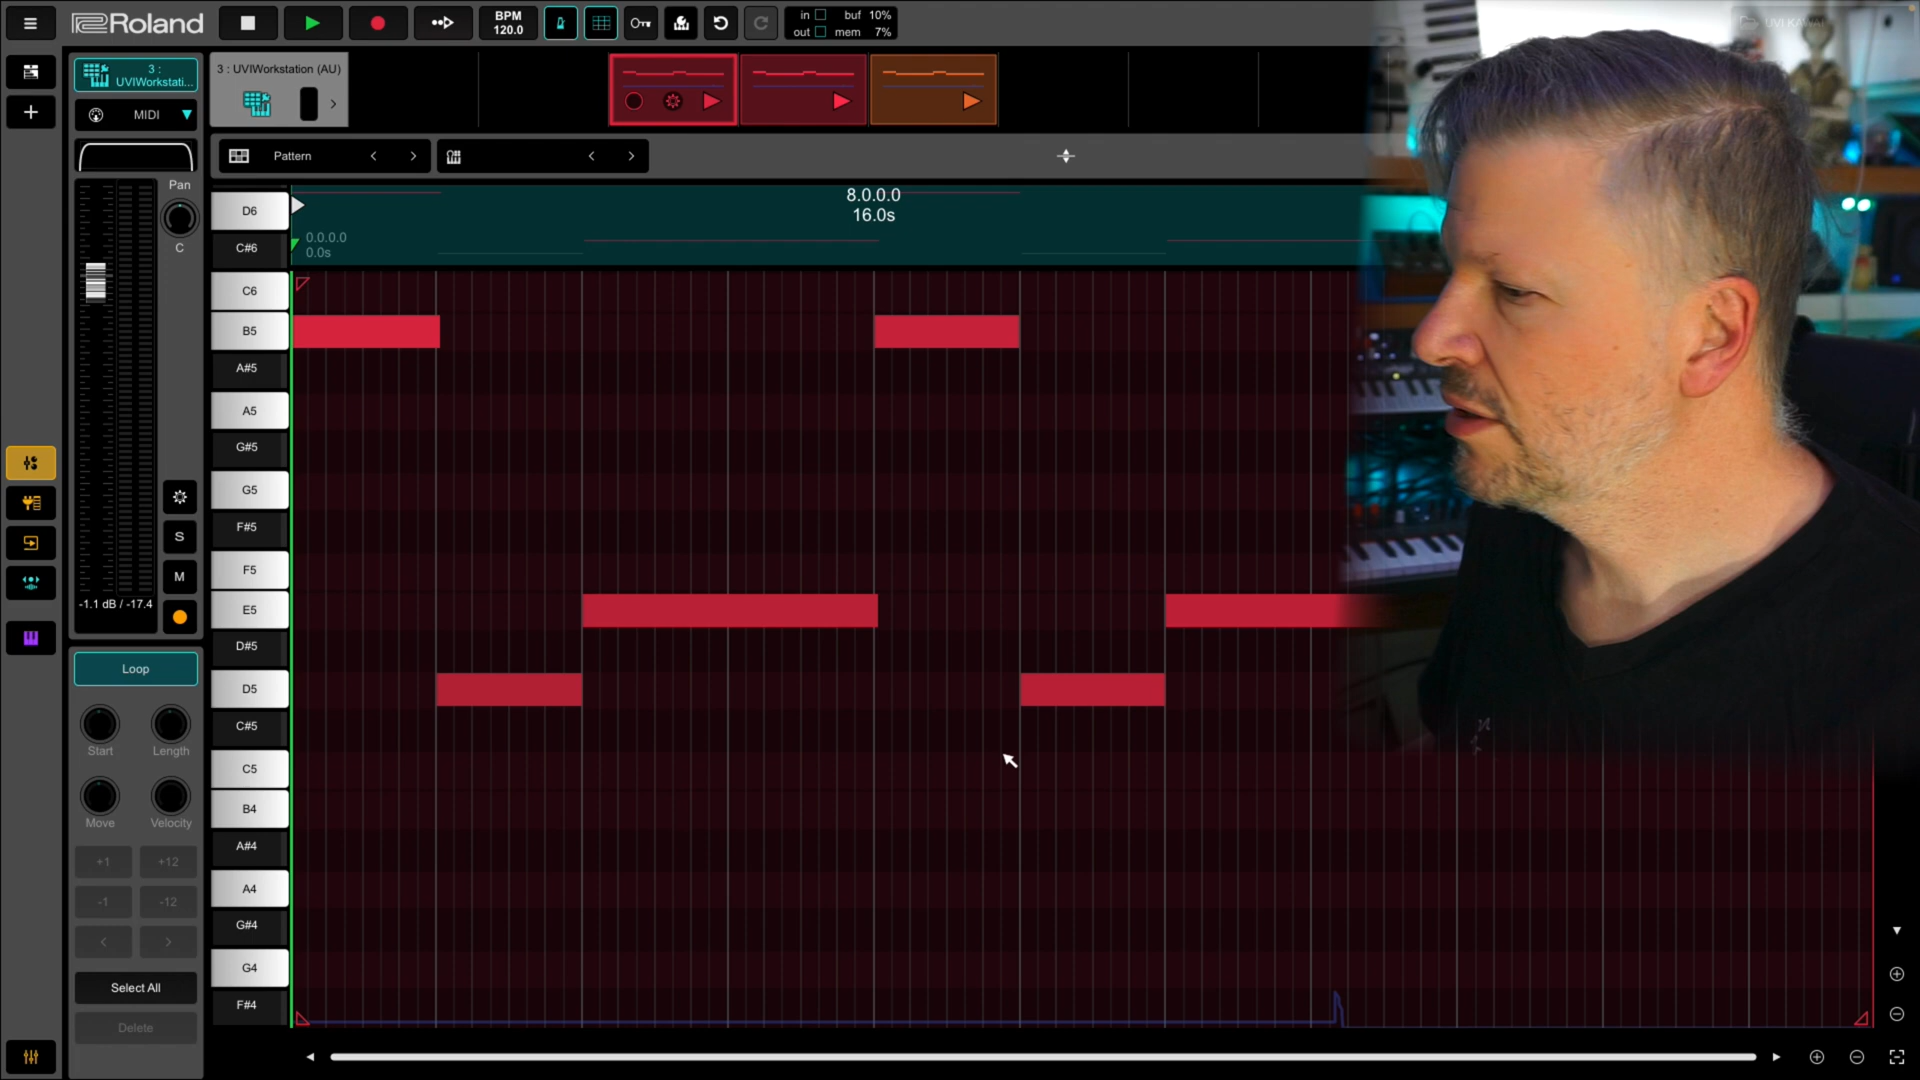 Roland
BPM
120.0
in
buf 10%
out
mem 7%
3 :
UVIWorkstati...
3 : UVIWorkstation (AU)
MIDI
Pattern
Pan
C
8.0.0.0
16.0s
0.0.0.0
0.0s
D6
C#6
C6
B5
A#5
A5
G#5
G5
F#5
F5
E5
D#5
D5
C#5
C5
B4
A#4
A4
G#4
G4
F#4
S
M
-1.1 dB / -17.4
Loop
Start
Length
Move
Velocity
+1
+12
-1
-12
<
>
Select All
Delete